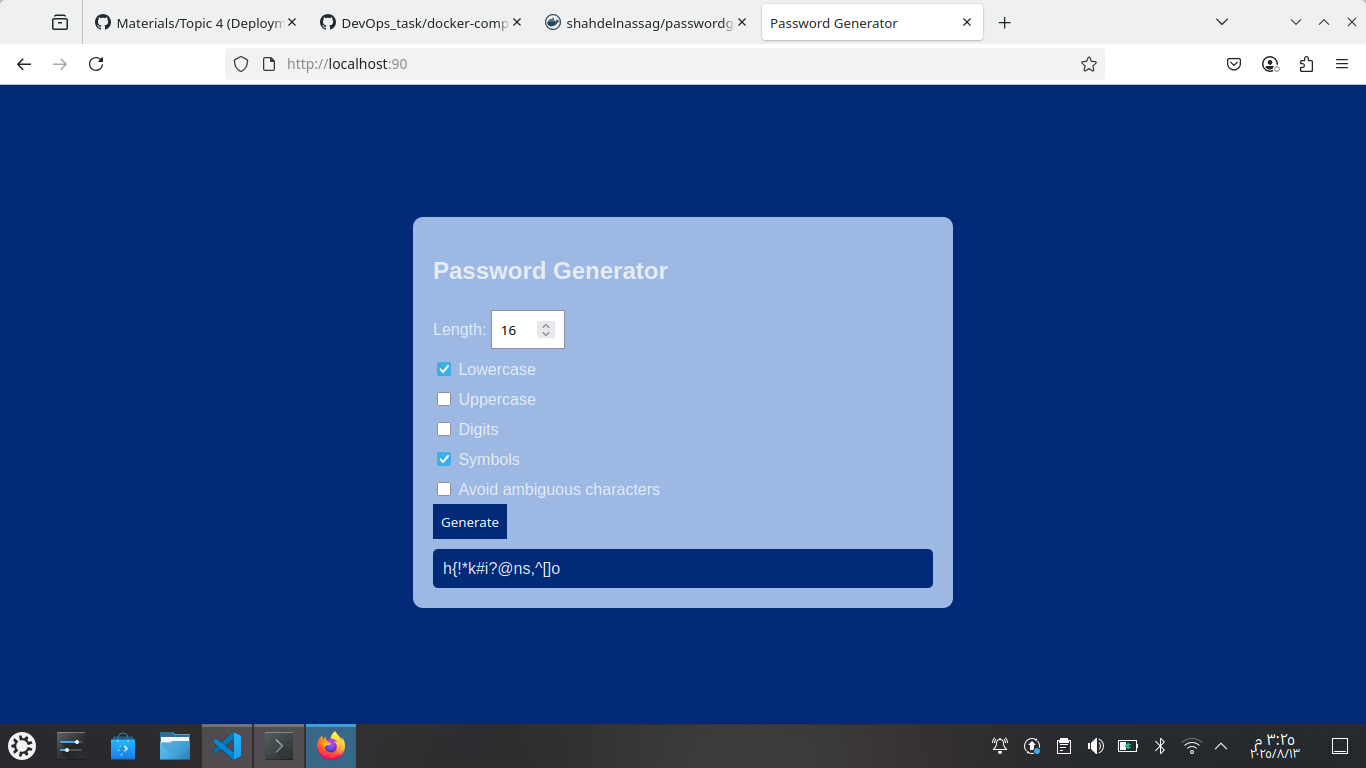 Materials/Topic 4 (Deploym
DevOps_task/docker-comp
shahdelnassag/passwordg
Password Generator
http://localhost:90
Password Generator
Length: 16
Lowercase
Uppercase
Digits
Symbols
Avoid ambiguous characters
Generate
h{!*k#i?@ns,^[]o
٣:٢٥ م
٢٠٢٥/٨/١٣